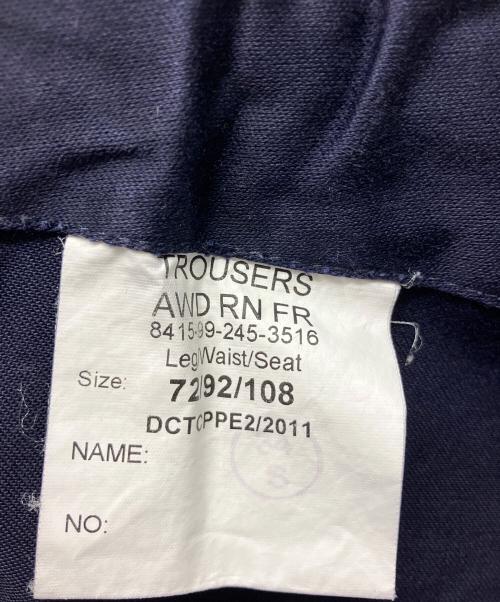 TROUSERS
AWD RN FR
8415-99-245-3516
Leg/Waist/Seat
Size: 72/92/108
DCTCPPE2/2011
NAME:
NO: